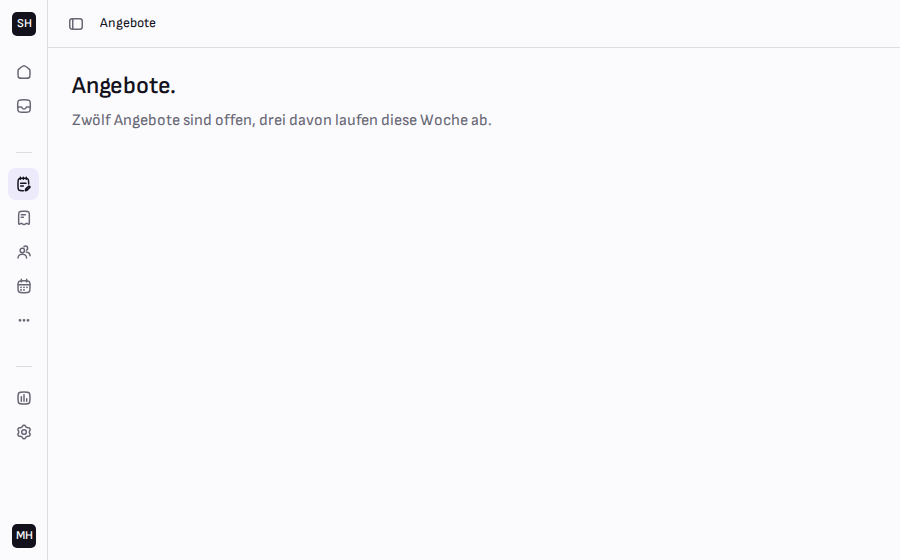 SH
Angebote
Angebote.
Zwölf Angebote sind offen, drei davon laufen diese Woche ab.
MH